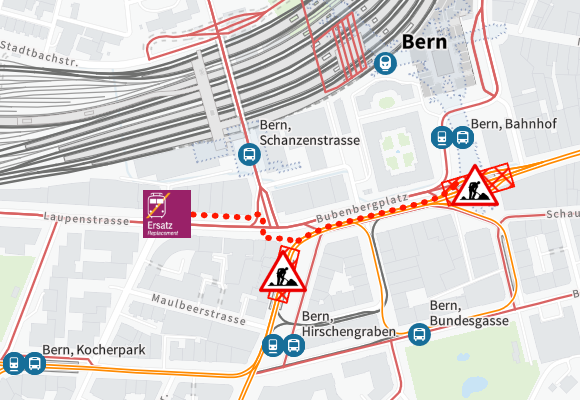 Stadtbachstr.
Bern
Bern,
Schanzenstrasse
Bern, Bahnhof
Ersatz
Replacement
Laupenstrasse
Bubenbergplatz
Schau
Maulbeerstrasse
Bern,
Hirschengraben
Bern,
Bundesgasse
Bern, Kocherpark